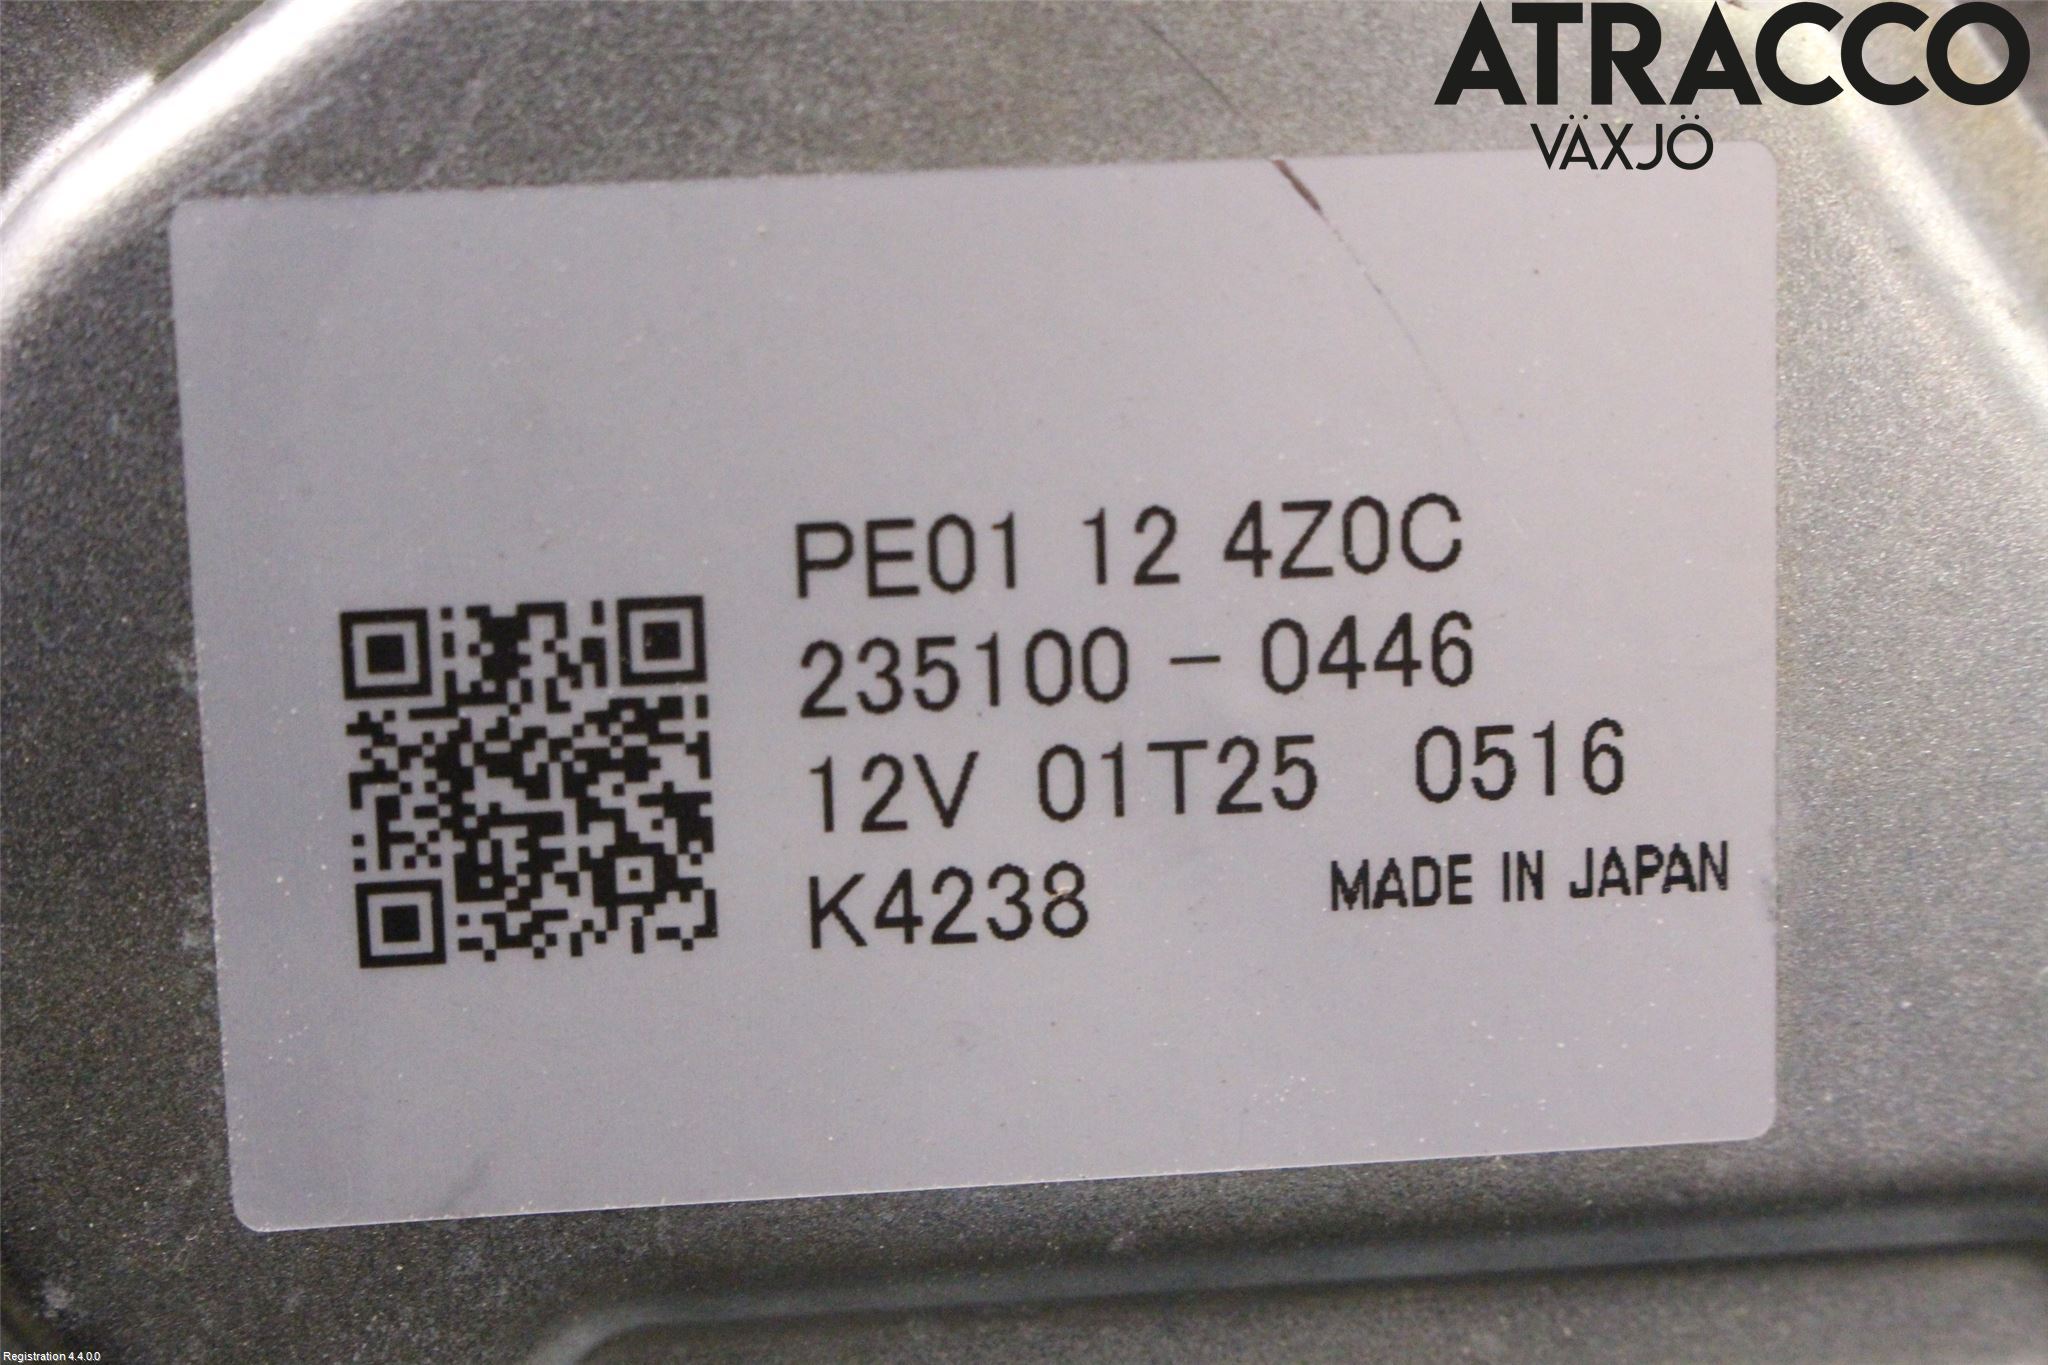 ATRACCO
VÄXJÖ
PE01 12 4Z0C
235100-0446
12V 01T25 0516
K4238 MADE IN JAPAN
Registration 4.4.0.0